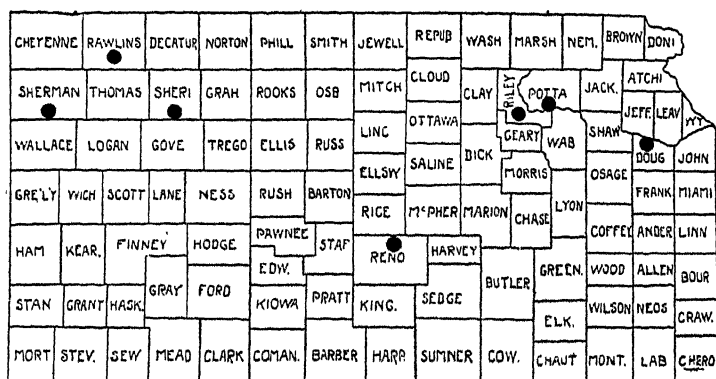 CHEYENNE RAWLINS DECATUR NORTON PHILL SMITH JEWELL REPUB WASH MARSH NEM. BROWN DONI
SHERMAN THOMAS SHERI GRAH ROOKS OSB MITCH CLOUD CLAY RILEY POTTA JACK. ATCHI
JEFF. LEAV WY
WALLACE LOGAN GOVE TREGO ELLIS RUSS LINC OTTAWA DICK GEARY WAB SHAW DOUG JOHN
ELLSW SALINE MORRIS OSAGE
GRE'LY WICH SCOTT LANE NESS RUSH BARTON RICE MCPHER MARION CHASE LYON FRANK MIAMI
HAM KEAR. FINNEY HODGE PAWNEE STAF RENO HARVEY COFFEY ANDER LINN
EDW. BUTLER GREEN. WOOD ALLEN BOUR
STAN GRANT HASK. GRAY FORD KIOWA PRATT KING. SEDGE ELK. WILSON NEOS CRAW.
MORT STEV. SEW MEAD CLARK COMAN. BARBER HARP SUMNER COW. CHAUT MONT. LAB CHERO